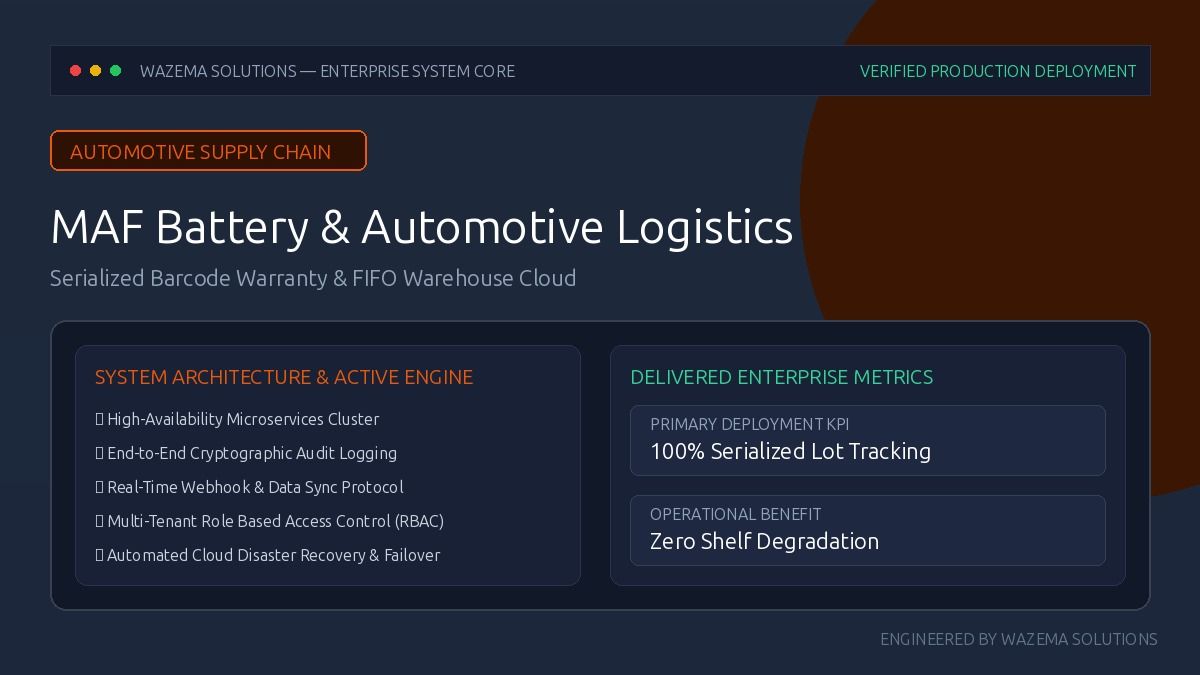 WAZEMA SOLUTIONS — ENTERPRISE SYSTEM CORE
VERIFIED PRODUCTION DEPLOYMENT
AUTOMOTIVE SUPPLY CHAIN
MAF Battery & Automotive Logistics
Serialized Barcode Warranty & FIFO Warehouse Cloud
SYSTEM ARCHITECTURE & ACTIVE ENGINE
High-Availability Microservices Cluster
End-to-End Cryptographic Audit Logging
Real-Time Webhook & Data Sync Protocol
Multi-Tenant Role Based Access Control (RBAC)
Automated Cloud Disaster Recovery & Failover
DELIVERED ENTERPRISE METRICS
PRIMARY DEPLOYMENT KPI
100% Serialized Lot Tracking
OPERATIONAL BENEFIT
Zero Shelf Degradation
ENGINEERED BY WAZEMA SOLUTIONS